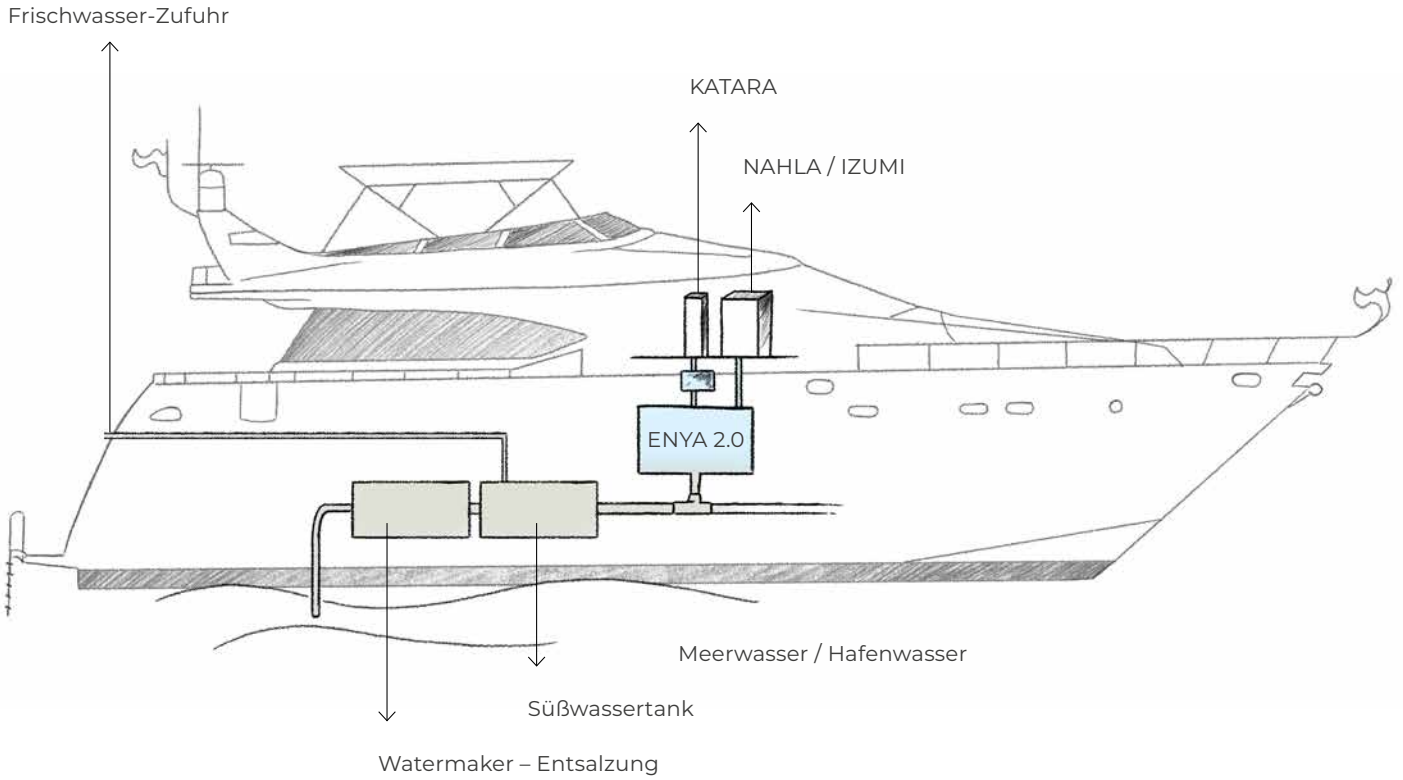 Frischwasser-Zufuhr
KATARA
NAHLA / IZUMI
ENYA 2.0
Meerwasser / Hafenwasser
Süßwassertank
Watermaker – Entsalzung